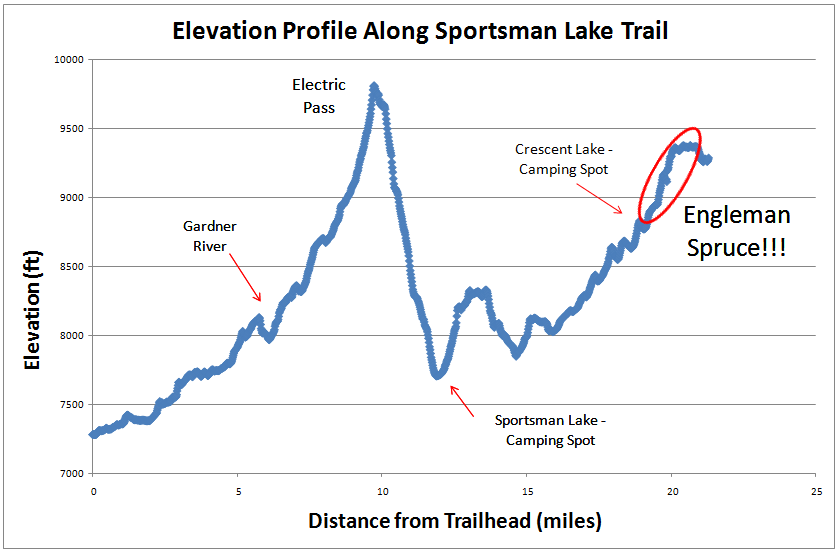 Elevation Profile Along Sportsman Lake Trail
10000
9500
9000
8500
8000
7500
7000
Elevation (ft)
Electric
Pass
Gardner
River
Crescent Lake -
Camping Spot
Engleman
Spruce!!!
Sportsman Lake -
Camping Spot
0 5 10 15 20 25
Distance from Trailhead (miles)